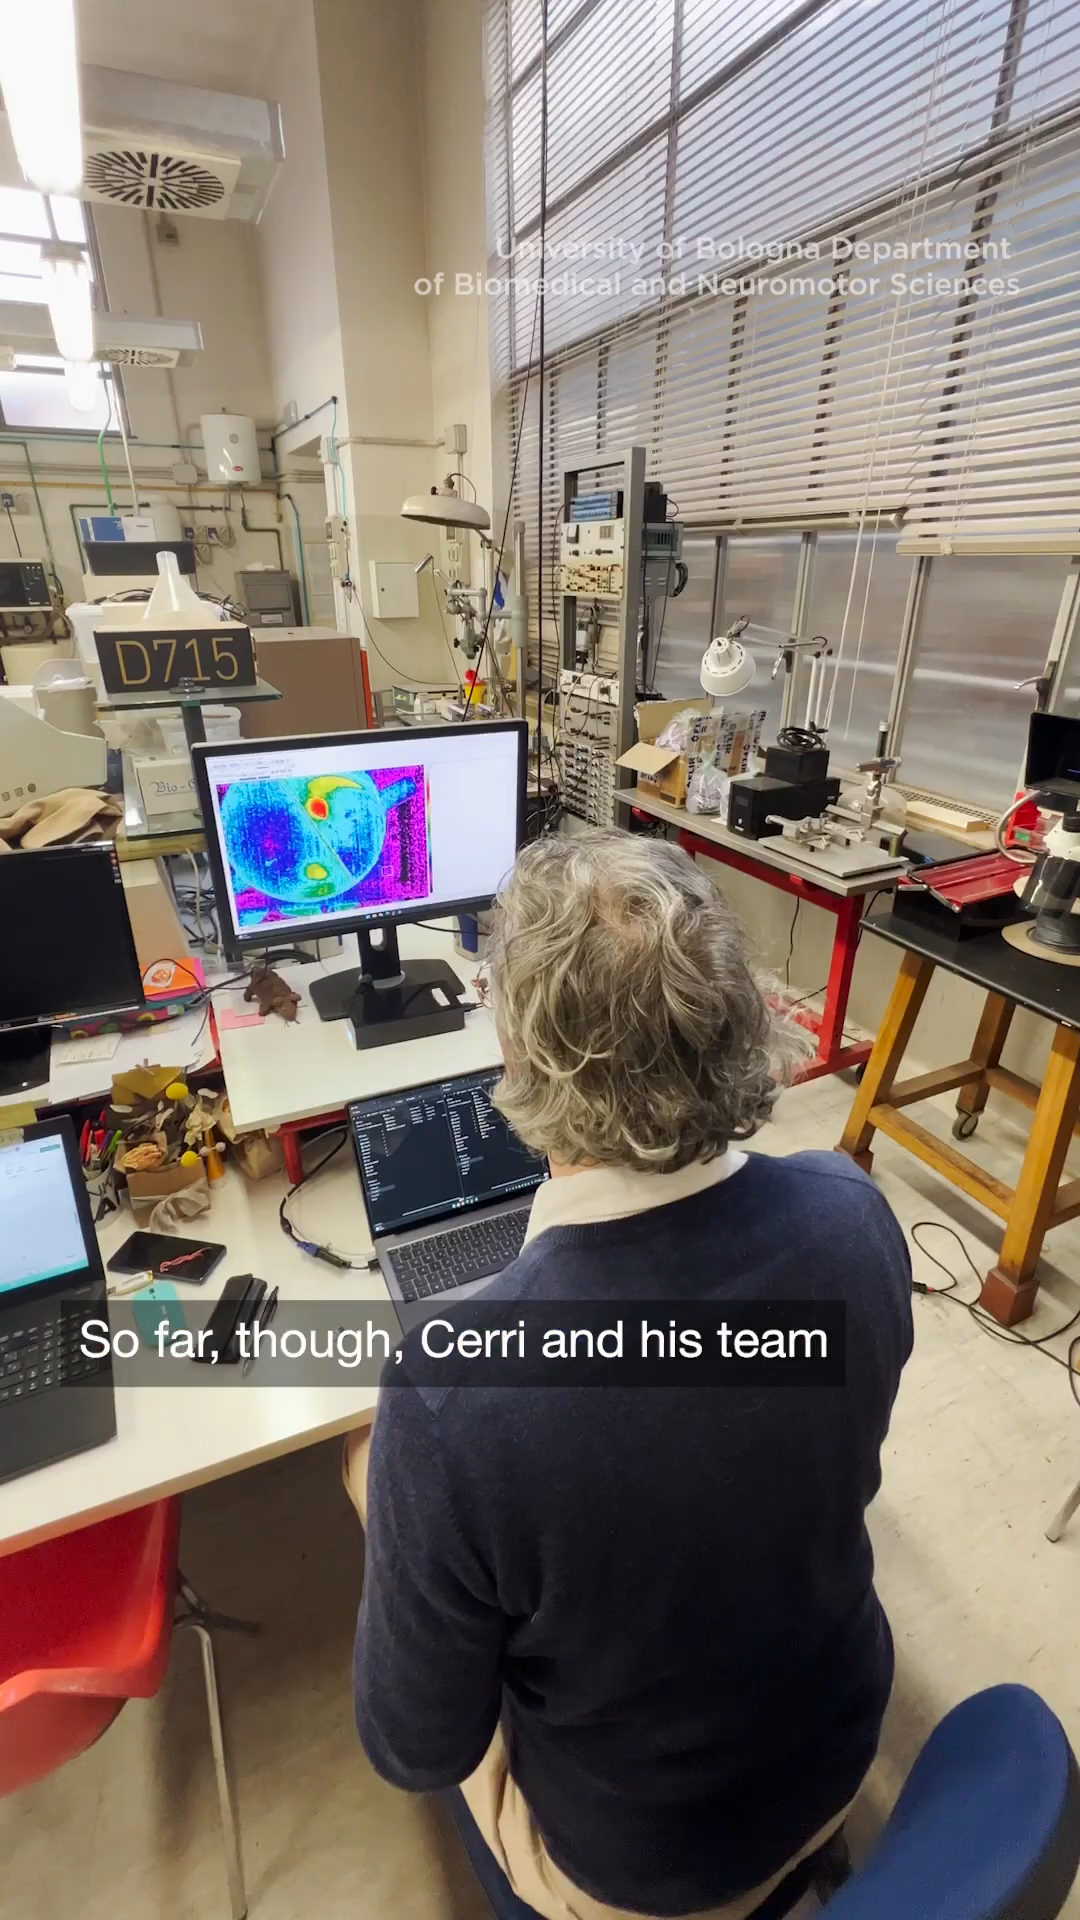 University of Bologna Department
of Biomedical and Neuromotor Sciences
D715
So far, though, Cerri and his team